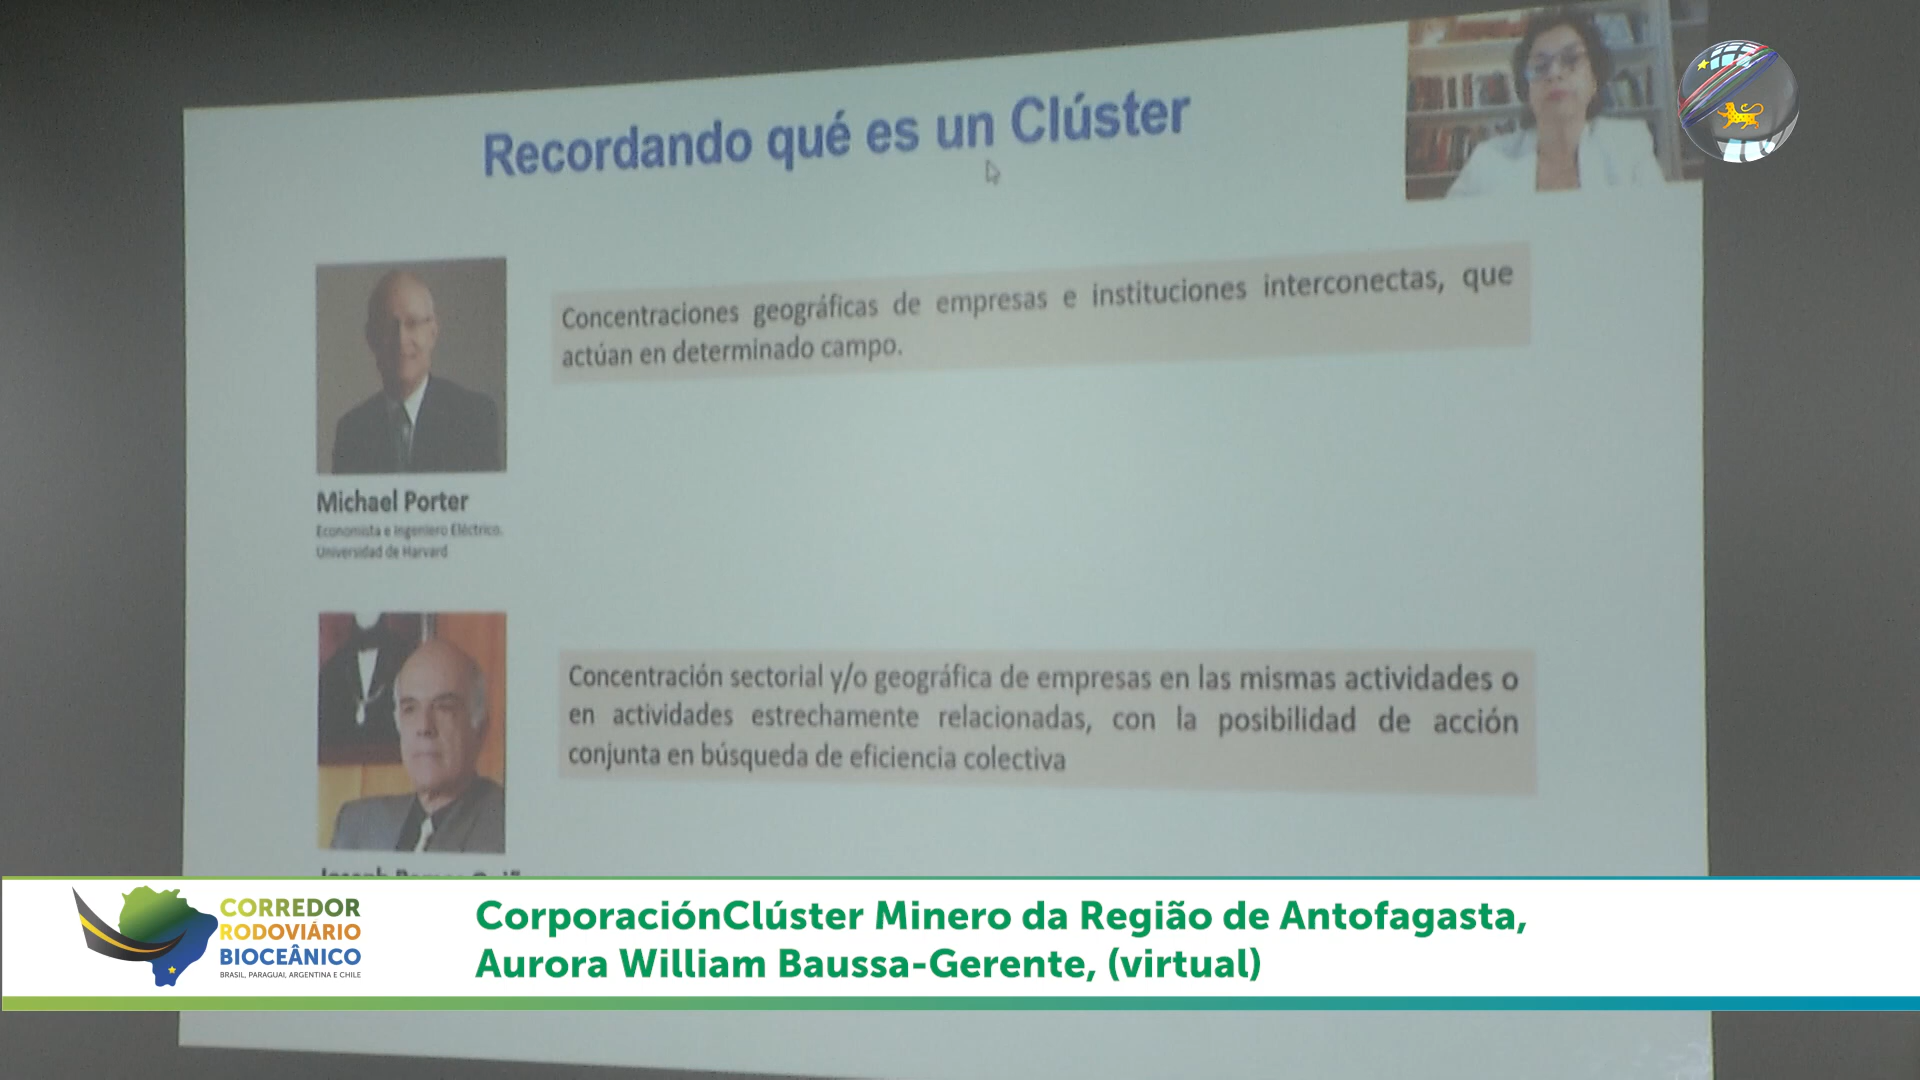 Recordando qué es un Clúster
Concentraciones geográficas de empresas e instituciones interconectas, que
actúan en determinado campo.
Michael Porter
Economista e Ingeniero Eléctrico.
Universidad de Harvard
Concentración sectorial y/o geográfica de empresas en las mismas actividades o
en actividades estrechamente relacionadas, con la posibilidad de acción
conjunta en búsqueda de eficiencia colectiva
CORREDOR
RODOVIÁRIO
BIOCEÂNICO
BRASIL, PARAGUAI, ARGENTINA E CHILE
CorporaciónClúster Minero da Região de Antofagasta,
Aurora William Baussa-Gerente, (virtual)